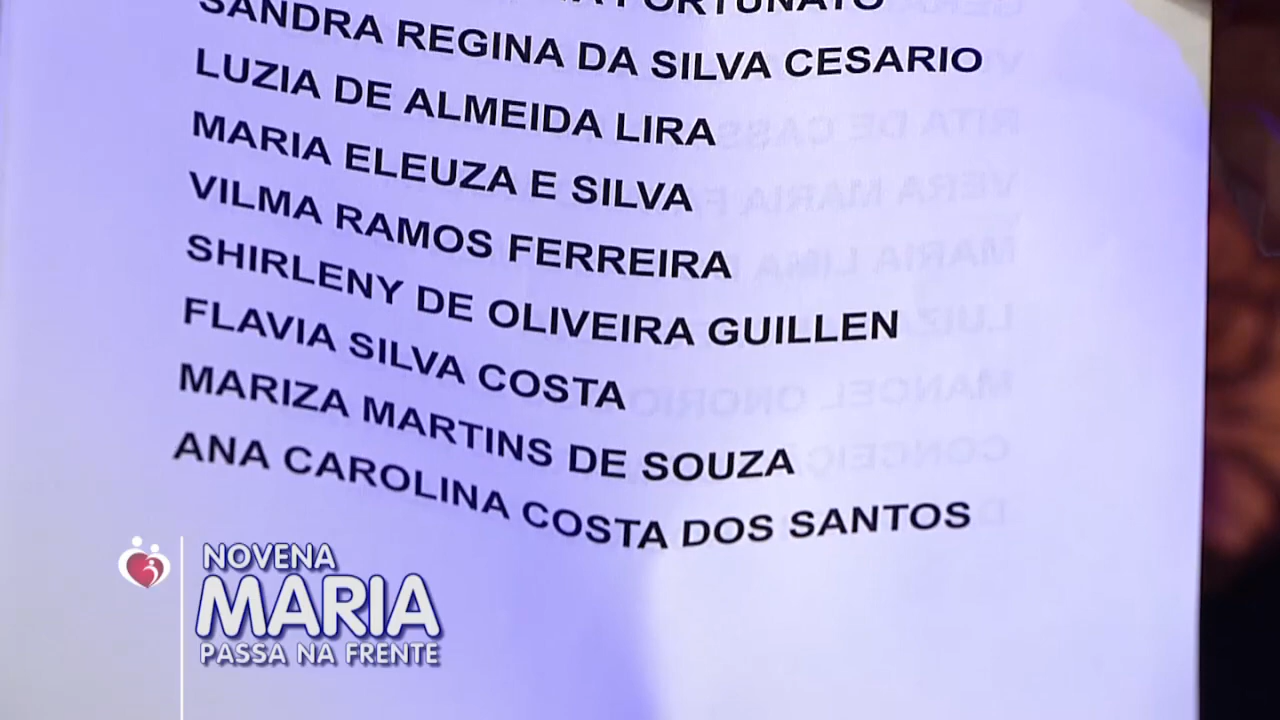 FORTUNATO
SANDRA REGINA DA SILVA CESARIO
LUZIA DE ALMEIDA LIRA
MARIA ELEUZA E SILVA
VILMA RAMOS FERREIRA
SHIRLENY DE OLIVEIRA GUILLEN
FLAVIA SILVA COSTA
MARIZA MARTINS DE SOUZA
ANA CAROLINA COSTA DOS SANTOS
NOVENA
MARIA
PASSA NA FRENTE